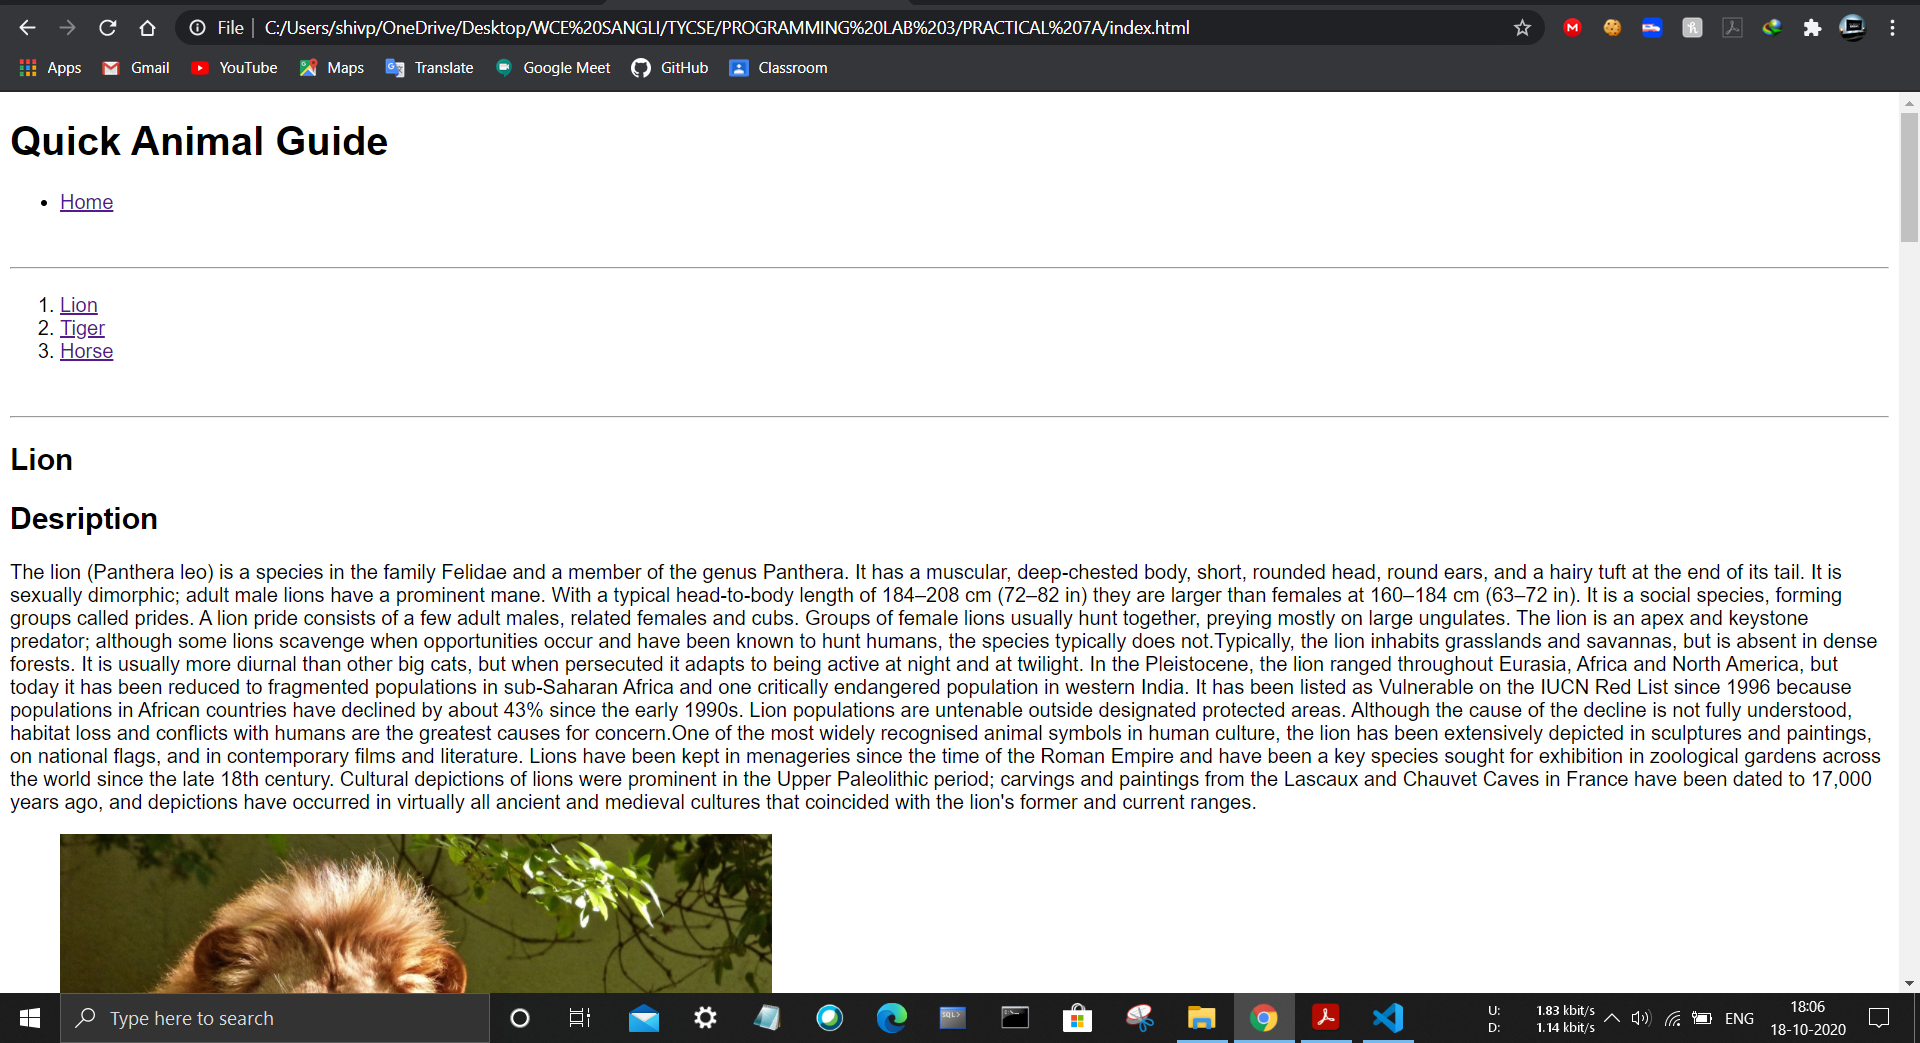 File | C:/Users/shivp/OneDrive/Desktop/WCE%20SANGLI/TYCSE/PROGRAMMING%20LAB%203/PRACTICAL%207A/index.html
Apps Gmail YouTube Maps Translate Google Meet GitHub Classroom
Quick Animal Guide
• Home
1. Lion
2. Tiger
3. Horse
Lion
Desription
The lion (Panthera leo) is a species in the family Felidae and a member of the genus Panthera. It has a muscular, deep-chested body, short, rounded head, round ears, and a hairy tuft at the end of its tail. It is
sexually dimorphic; adult male lions have a prominent mane. With a typical head-to-body length of 184–208 cm (72–82 in) they are larger than females at 160–184 cm (63–72 in). It is a social species, forming
groups called prides. A lion pride consists of a few adult males, related females and cubs. Groups of female lions usually hunt together, preying mostly on large ungulates. The lion is an apex and keystone
predator; although some lions scavenge when opportunities occur and have been known to hunt humans, the species typically does not.Typically, the lion inhabits grasslands and savannas, but is absent in dense
forests. It is usually more diurnal than other big cats, but when persecuted it adapts to being active at night and at twilight. In the Pleistocene, the lion ranged throughout Eurasia, Africa and North America, but
today it has been reduced to fragmented populations in sub-Saharan Africa and one critically endangered population in western India. It has been listed as Vulnerable on the IUCN Red List since 1996 because
populations in African countries have declined by about 43% since the early 1990s. Lion populations are untenable outside designated protected areas. Although the cause of the decline is not fully understood,
habitat loss and conflicts with humans are the greatest causes for concern.One of the most widely recognised animal symbols in human culture, the lion has been extensively depicted in sculptures and paintings,
on national flags, and in contemporary films and literature. Lions have been kept in menageries since the time of the Roman Empire and have been a key species sought for exhibition in zoological gardens across
the world since the late 18th century. Cultural depictions of lions were prominent in the Upper Paleolithic period; carvings and paintings from the Lascaux and Chauvet Caves in France have been dated to 17,000
years ago, and depictions have occurred in virtually all ancient and medieval cultures that coincided with the lion's former and current ranges.
Type here to search
U: 1.83 kbit/s
D: 1.14 kbit/s
ENG
18:06
18-10-2020